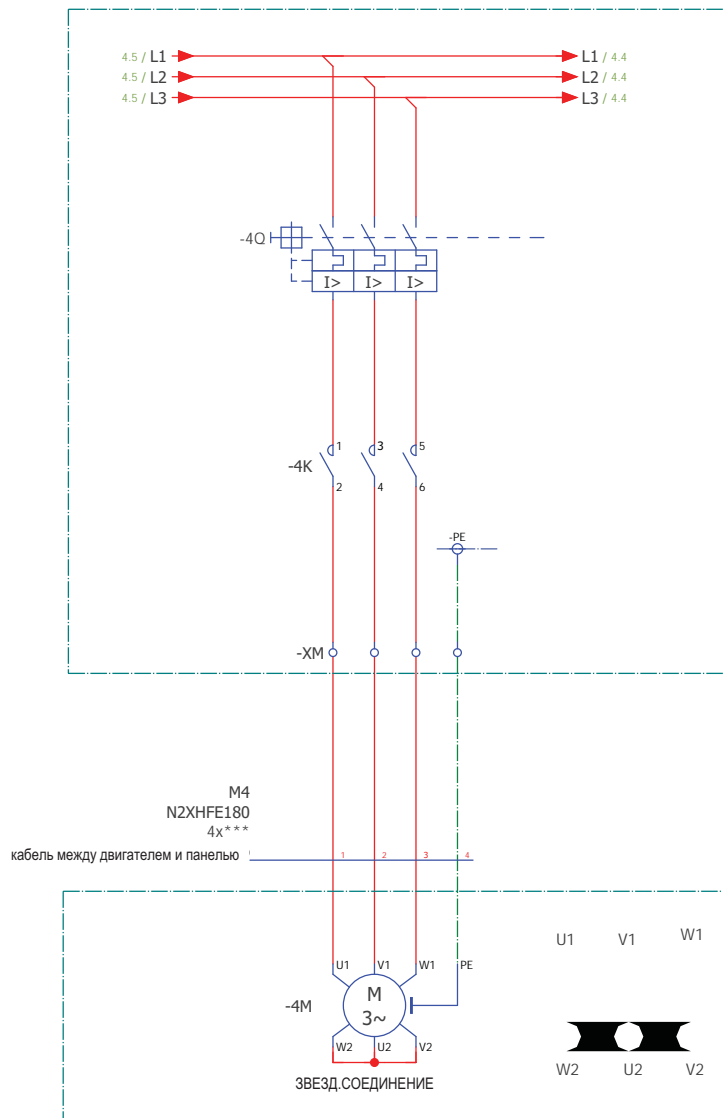 4.5 / L1 L1 / 4.4
4.5 / L2 L2 / 4.4
4.5 / L3 L3 / 4.4
-4Q
I> I> I>
1 3 5
-4K
2 4 6
-PE
-XM
M4
N2XHFE180
4x***
кабель между двигателем и панелью 1 2 3 4
U1 V1 W1
U1 V1 W1 PE
-4M M
3~
W2 U2 V2
W2 U2 V2
ЗВЕЗД.СОЕДИНЕНИЕ